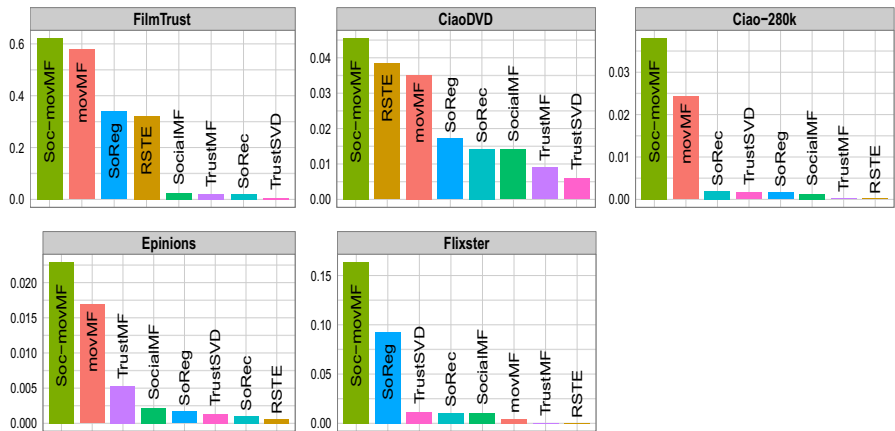 FilmTrust
0.6
0.4
0.2
0.0
Soc-movMF
movMF
SoReg
RSTE
SocialMF
TrustMF
SoRec
TrustSVD
CiaoDVD
0.04
0.03
0.02
0.01
0.00
Soc-movMF
RSTE
movMF
SoReg
SoRec
SocialMF
TrustMF
TrustSVD
Ciao-280k
0.03
0.02
0.01
0.00
Soc-movMF
movMF
SoRec
TrustSVD
SoReg
SocialMF
TrustMF
RSTE
Epinions
0.020
0.015
0.010
0.005
0.000
Soc-movMF
movMF
TrustMF
SocialMF
SoReg
TrustSVD
SoRec
RSTE
Flixster
0.15
0.10
0.05
0.00
Soc-movMF
SoReg
TrustSVD
SoRec
SocialMF
movMF
TrustMF
RSTE